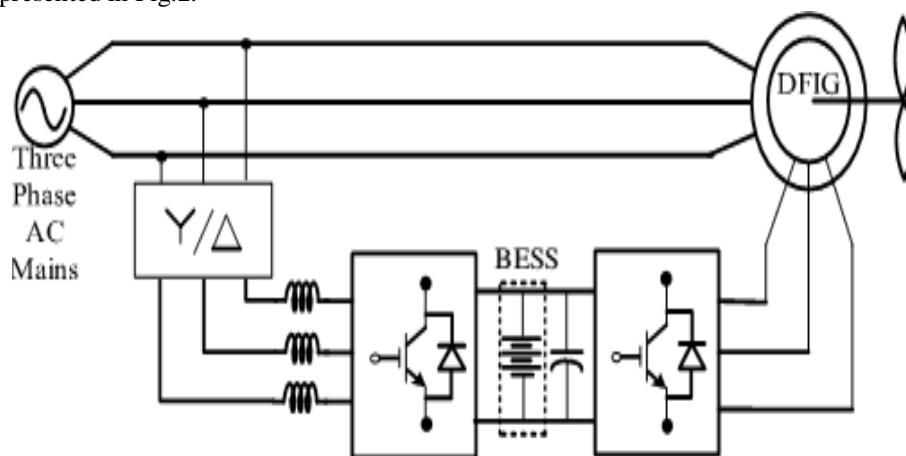 presented in Fig.2.
DFIG
Three
Phase
AC
Mains
Y/Δ
BESS